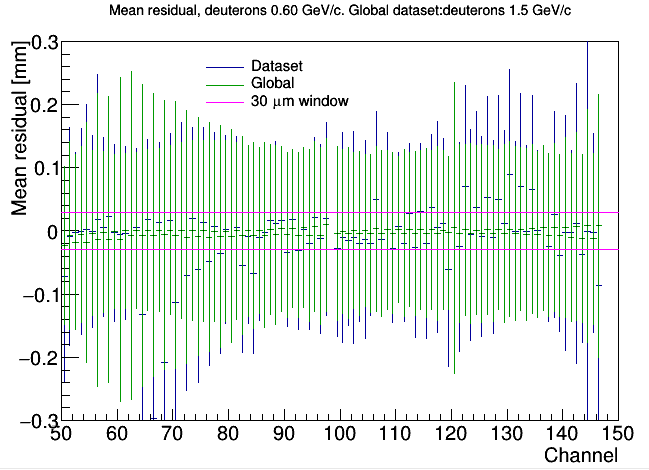 Mean residual, deuterons 0.60 GeV/c. Global dataset:deuterons 1.5 GeV/c
Mean residual [mm]
0.3
0.2
0.1
0
−0.1
−0.2
−0.3
Dataset
Global
30 μm window
50 60 70 80 90 100 110 120 130 140 150
Channel